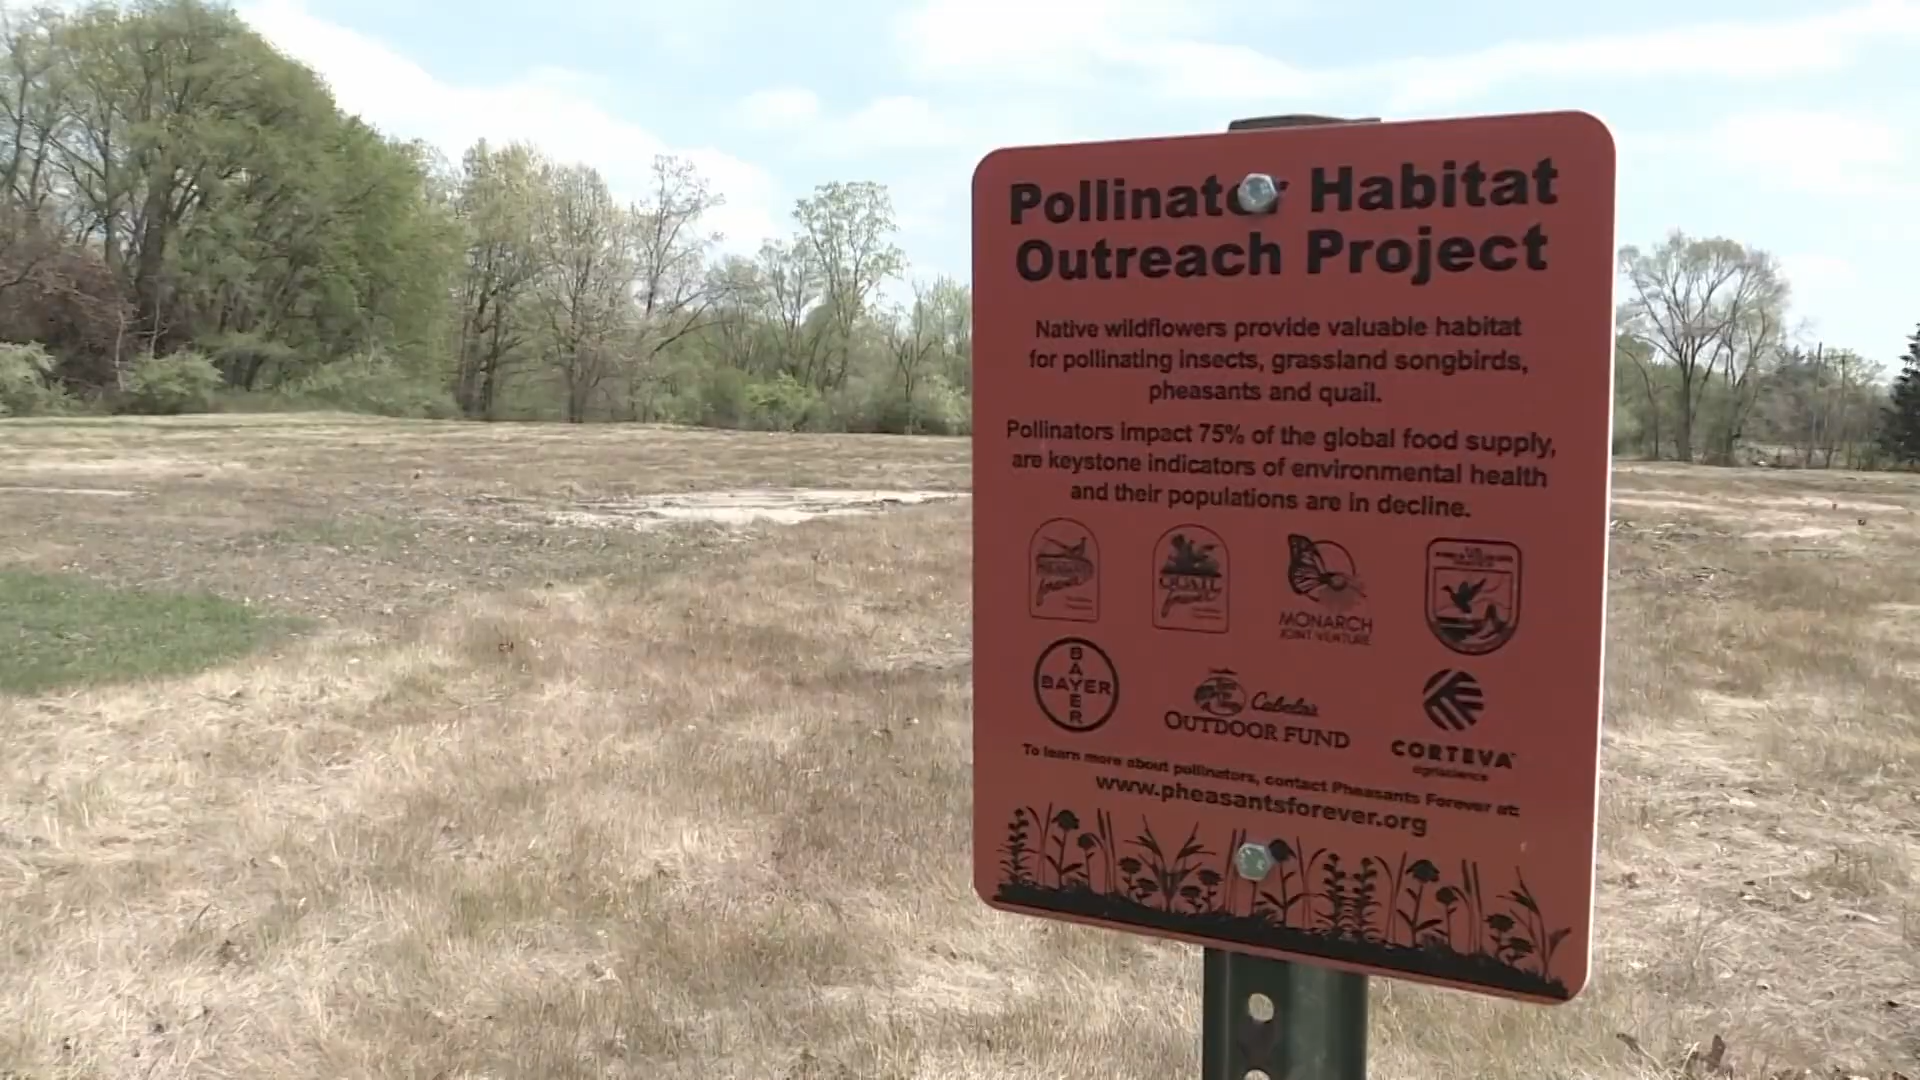 Pollinator Habitat
Outreach Project
Native wildflowers provide valuable habitat
for pollinating insects, grassland songbirds,
pheasants and quail.
Pollinators impact 75% of the global food supply,
are keystone indicators of environmental health
and their populations are in decline.
QUAIL
forever
MONARCH
JOINT VENTURE
BAYER
BAYER
Cabela's
OUTDOOR FUND
CORTEVA
agriscience
To learn more about pollinators, contact Pheasants Forever at:
www.pheasantsforever.org